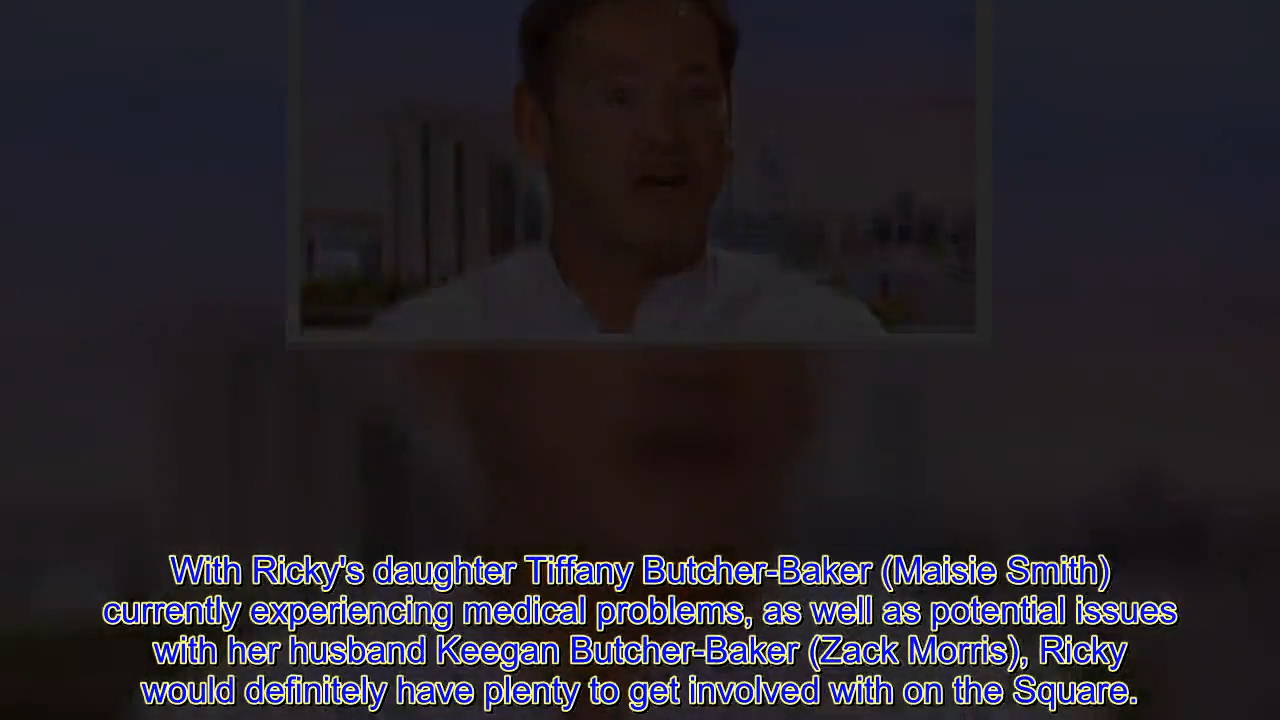 With Ricky's daughter Tiffany Butcher-Baker (Maisie Smith)
currently experiencing medical problems, as well as potential issues
with her husband Keegan Butcher-Baker (Zack Morris), Ricky
would definitely have plenty to get involved with on the Square.